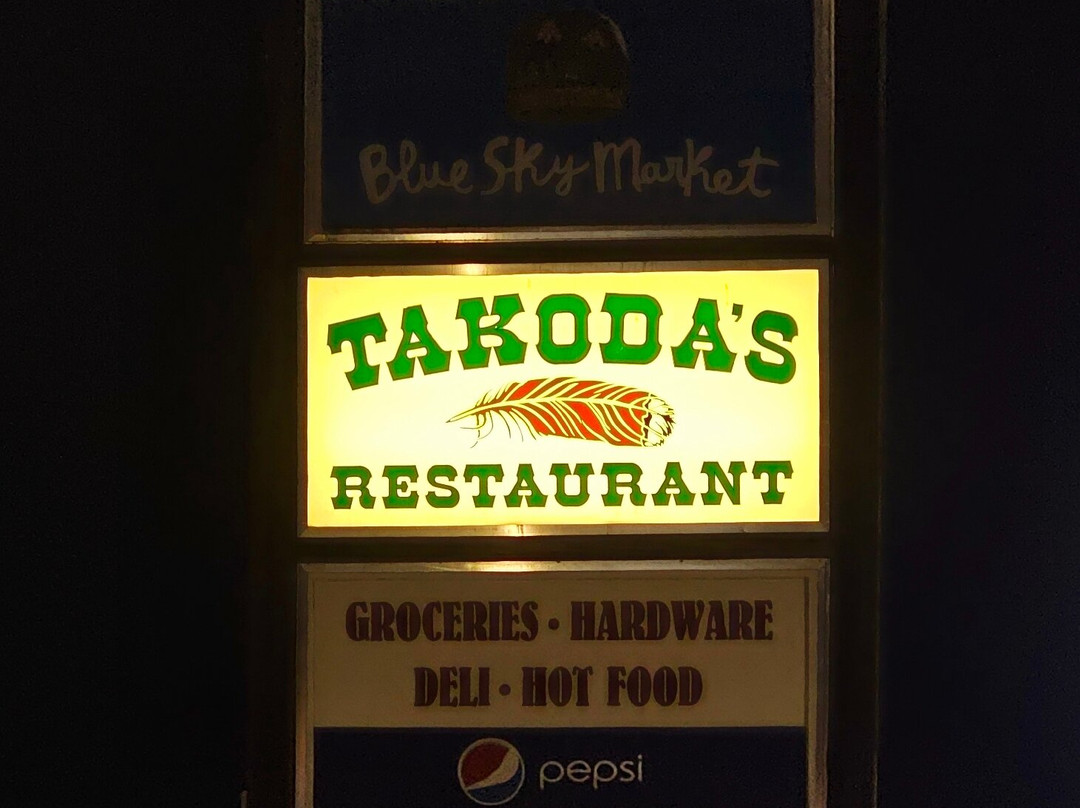 Blue Sky Market
TAKODA'S
RESTAURANT
GROCERIES • HARDWARE
DELI • HOT FOOD
pepsi